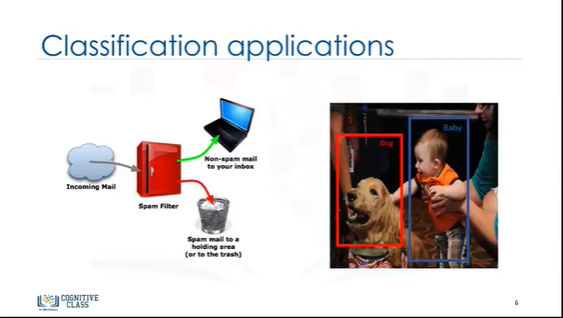 Classification applications
Incoming Mail
Spam Filter
Non-spam mail
to your inbox
Spam mail to a
holding area
(or to the trash)
Dog
Baby
COGNITIVE
CLASS
6